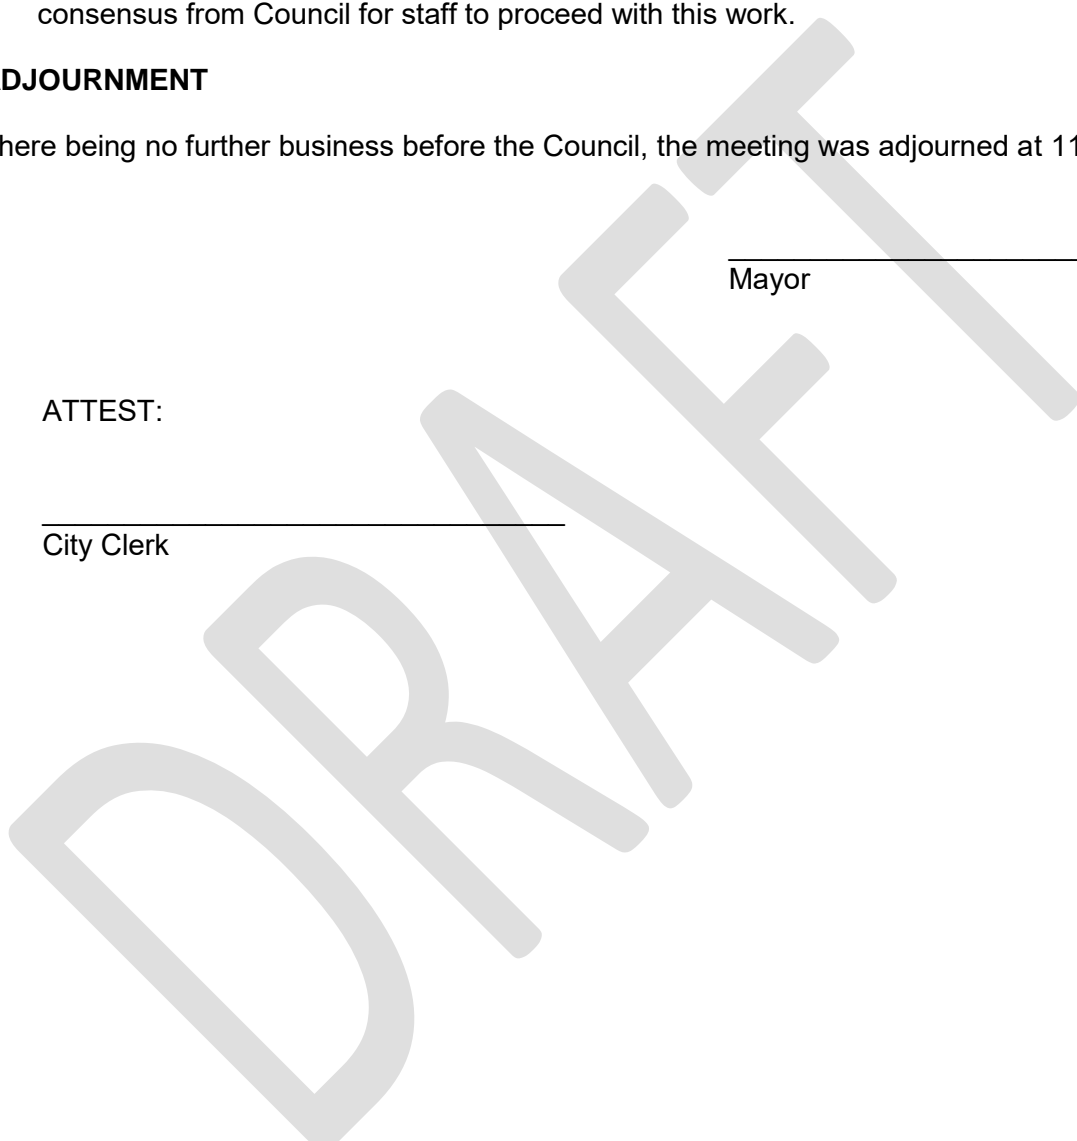 consensus from Council for staff to proceed with this work.
ADJOURNMENT
here being no further business before the Council, the meeting was adjourned at 11
Mayor
ATTEST:
City Clerk
DRAFT